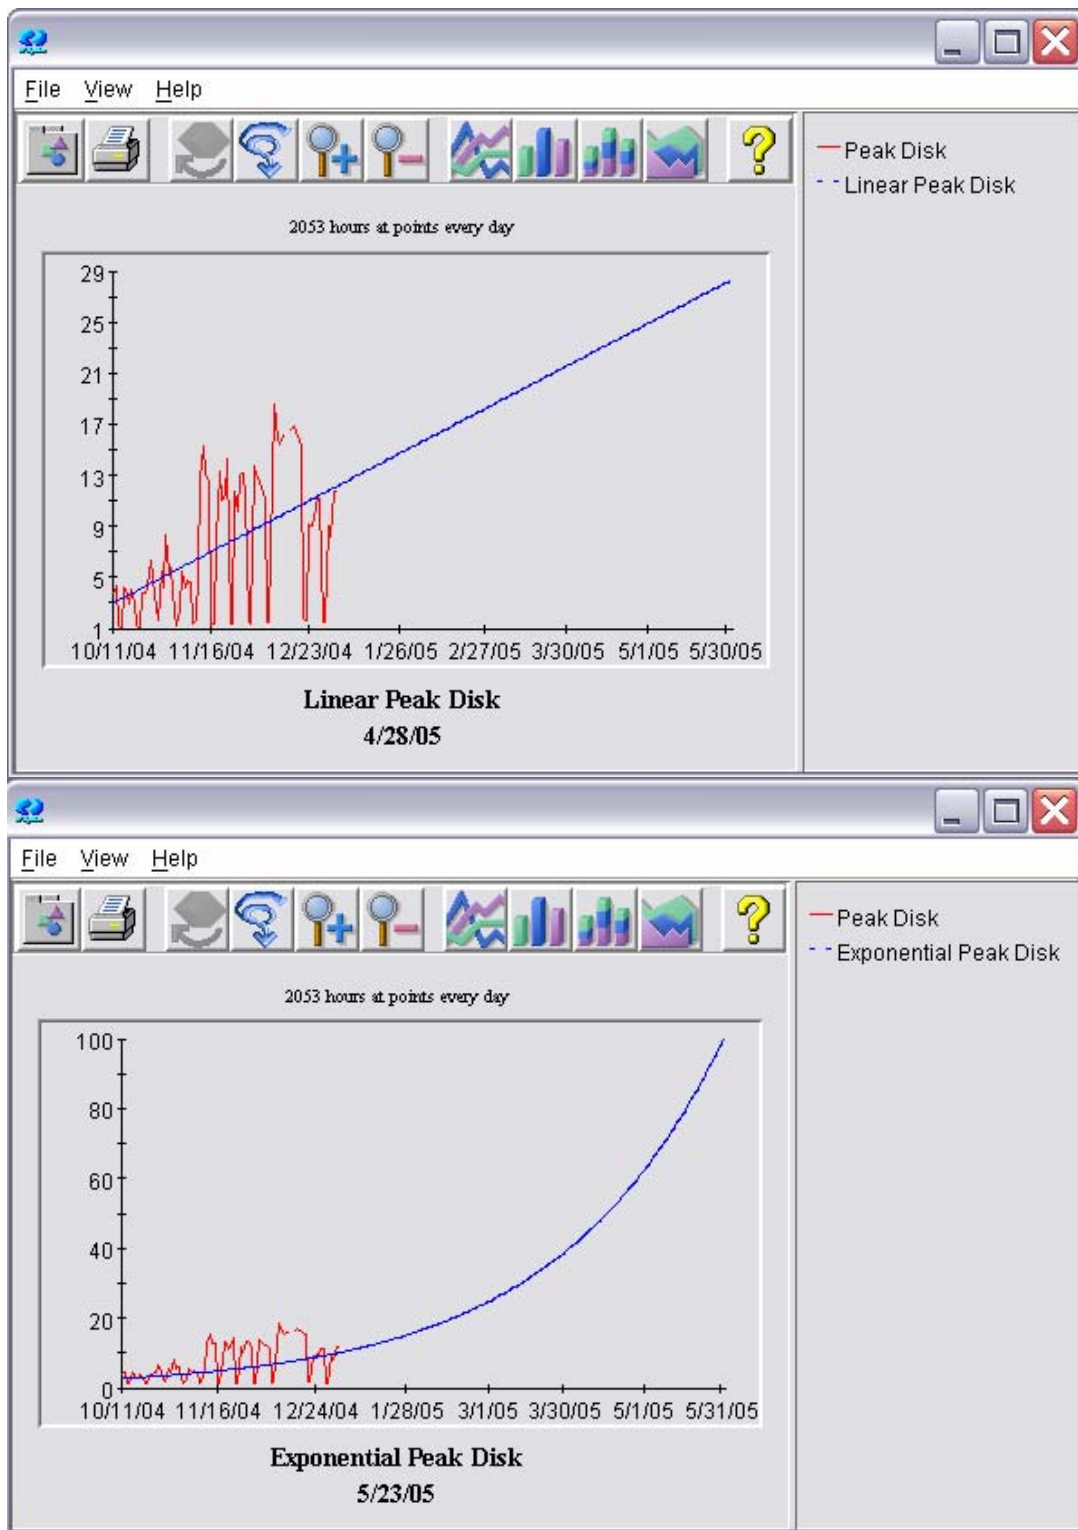 File View Help
Peak Disk
Linear Peak Disk
2053 hours at points every day
29
25
21
17
13
9
5
1
10/11/04 11/16/04 12/23/04 1/26/05 2/27/05 3/30/05 5/1/05 5/30/05
Linear Peak Disk
4/28/05
File View Help
Peak Disk
Exponential Peak Disk
2053 hours at points every day
100
80
60
40
20
0
10/11/04 11/16/04 12/24/04 1/28/05 3/1/05 3/30/05 5/1/05 5/31/05
Exponential Peak Disk
5/23/05